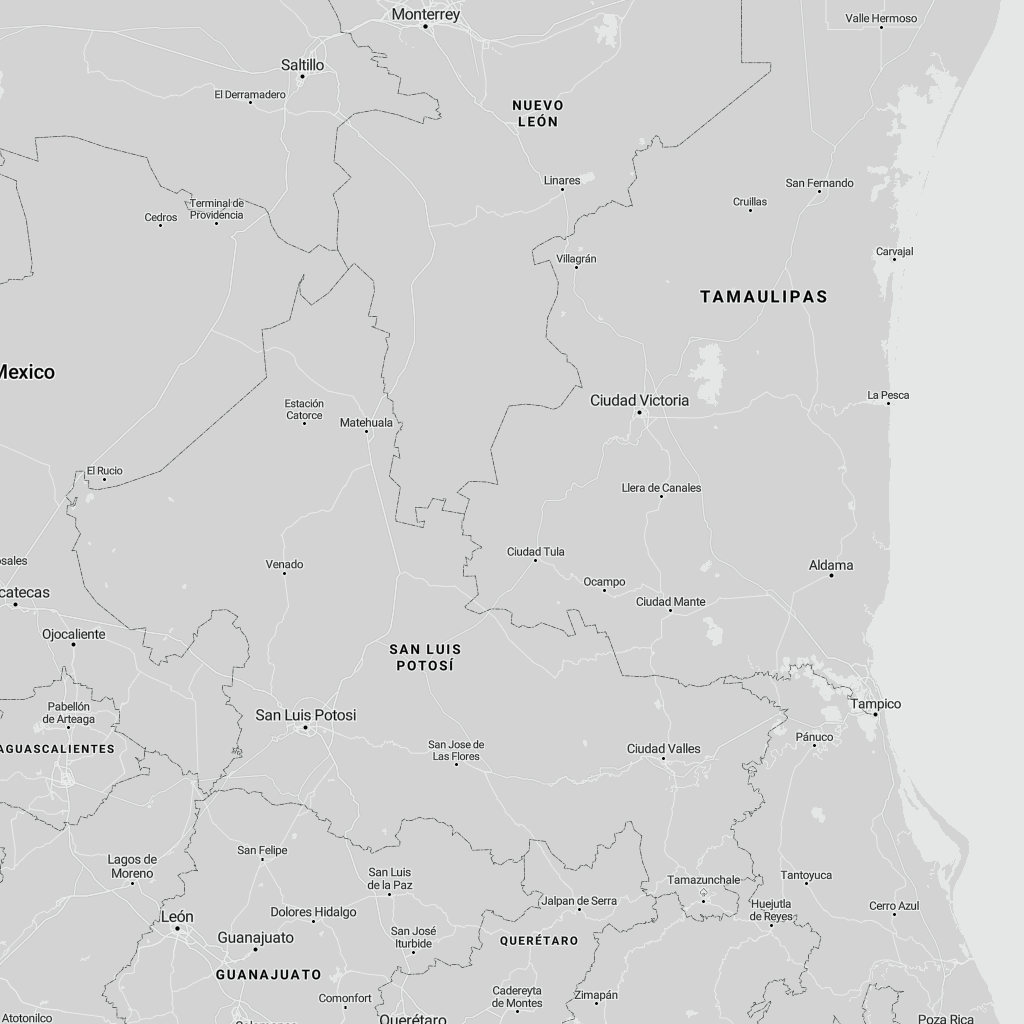 Monterrey
Valle Hermoso
Saltillo
El Derramadero
NUEVO
LEÓN
Linares
San Fernando
Cruillas
Terminal de
Providencia
Cedros
Carvajal
Villagrán
TAMAULIPAS
Mexico
La Pesca
Ciudad Victoria
Estación
Catorce
Matehuala
El Rucio
Llera de Canales
Ciudad Tula
osales
Venado
Aldama
Ocampo
catecas
Ciudad Mante
Ojocaliente
SAN LUIS
POTOSÍ
Tampico
Pabellón
de Arteaga
San Luis Potosi
Pánuco
AGUASCALIENTES
San Jose de
Las Flores
Ciudad Valles
San Felipe
Lagos de
Moreno
San Luis
de la Paz
Tamazunchale
Tantoyuca
Jalpan de Serra
Huejutla
de Reyes
Cerro Azul
León
Dolores Hidalgo
Guanajuato
San José
Iturbide
QUERÉTARO
GUANAJUATO
Cadereyta
de Montes
Zimapán
Comonfort
Atotonilco
Salamanca
Querétaro
Poza Rica